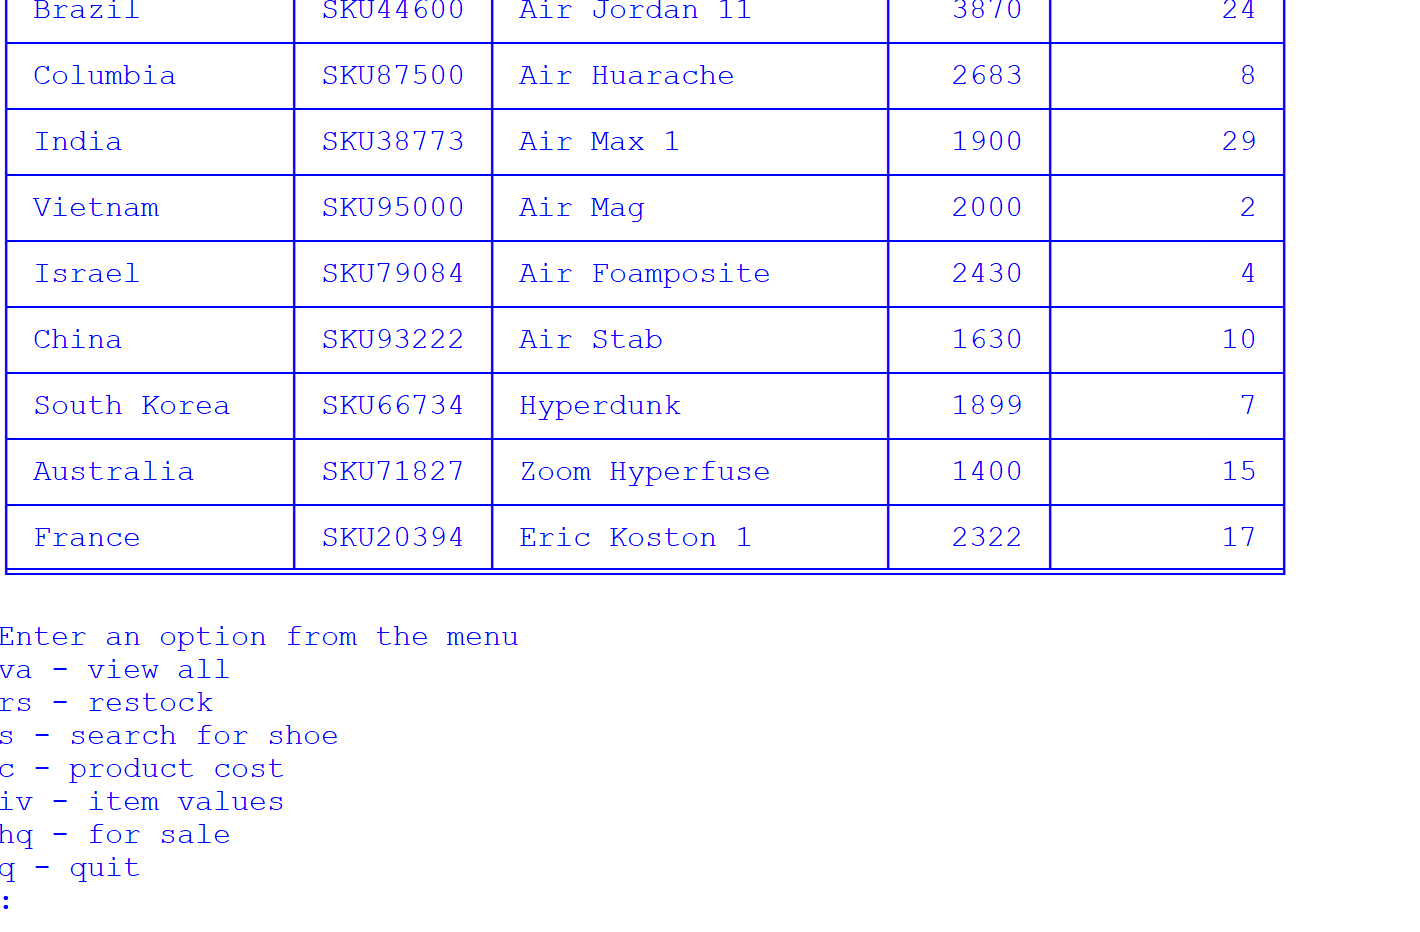 Brazil SKU44600 Air Jordan 11 3870 24
Columbia SKU87500 Air Huarache 2683 8
India SKU38773 Air Max 1 1900 29
Vietnam SKU95000 Air Mag 2000 2
Israel SKU79084 Air Foamposite 2430 4
China SKU93222 Air Stab 1630 10
South Korea SKU66734 Hyperdunk 1899 7
Australia SKU71827 Zoom Hyperfuse 1400 15
France SKU20394 Eric Koston 1 2322 17
Enter an option from the menu
va - view all
rs - restock
s - search for shoe
c - product cost
iv - item values
hq - for sale
q - quit
: